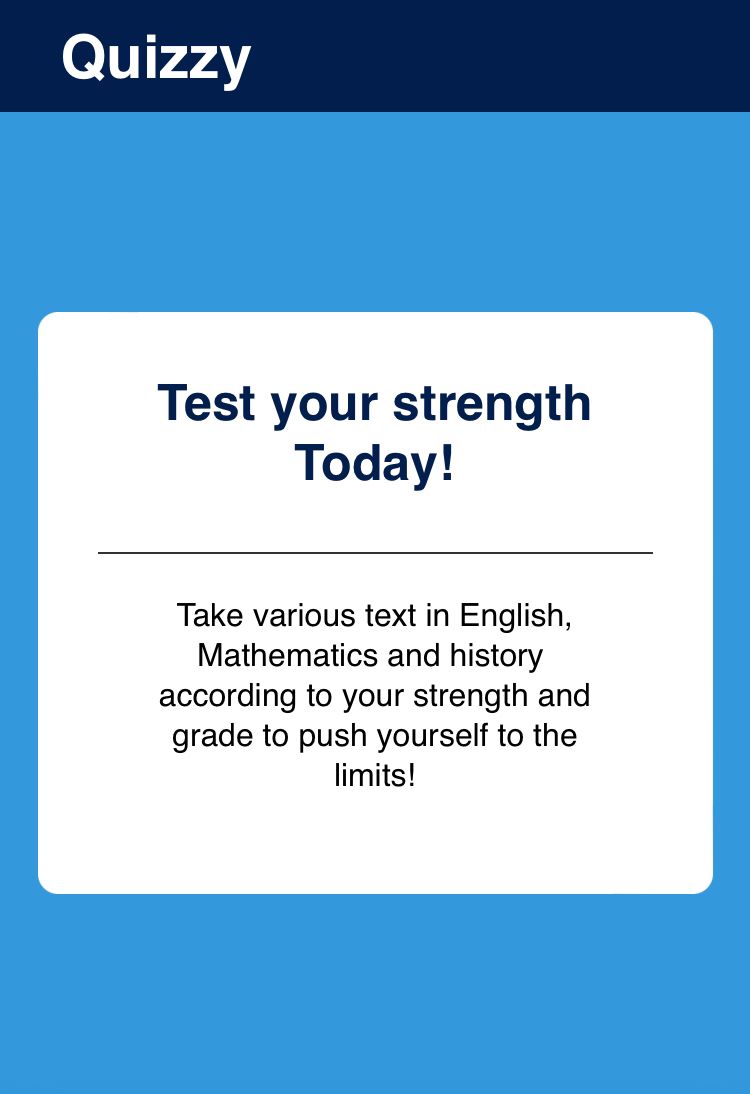 Quizzy
Test your strength
Today!
Take various text in English,
Mathematics and history
according to your strength and
grade to push yourself to the
limits!